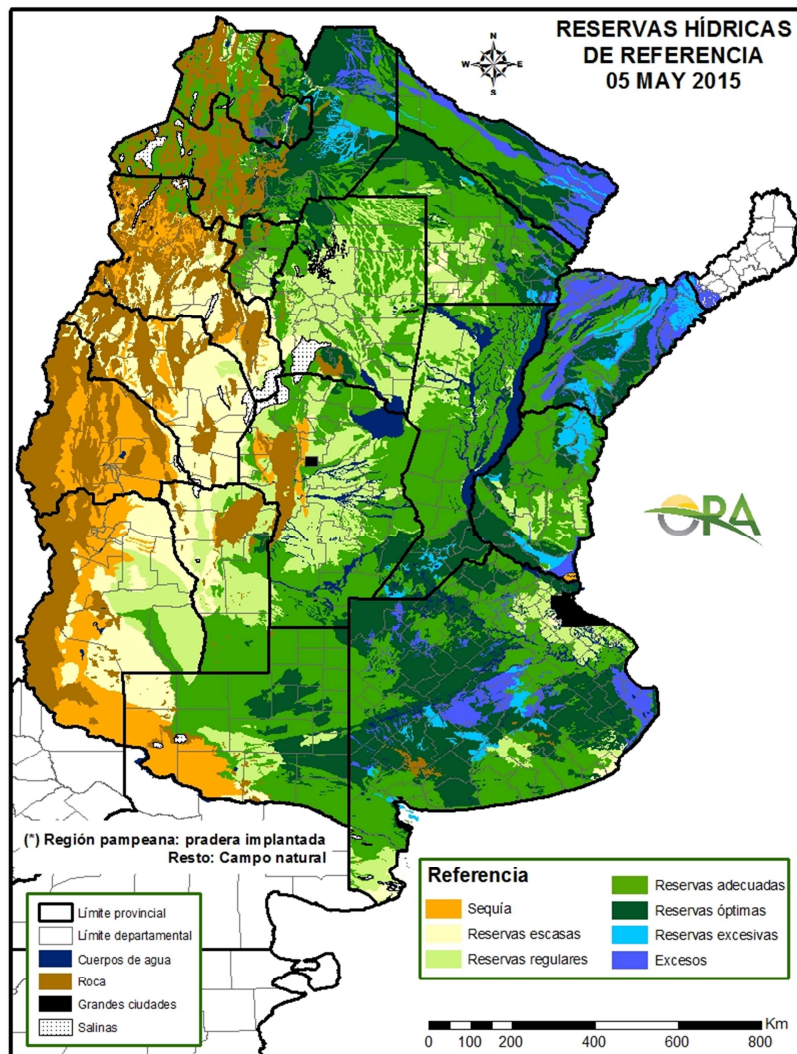 RESERVAS HÍDRICAS
DE REFERENCIA
05 MAY 2015
N
W
E
S
ORA
(*) Región pampeana: pradera implantada
Resto: Campo natural
Límite provincial
Límite departamental
Cuerpos de agua
Roca
Grandes ciudades
Salinas
Referencia
Sequía
Reservas escasas
Reservas regulares
Reservas adecuadas
Reservas óptimas
Reservas excesivas
Excesos
Km
0 100 200 400 600 800